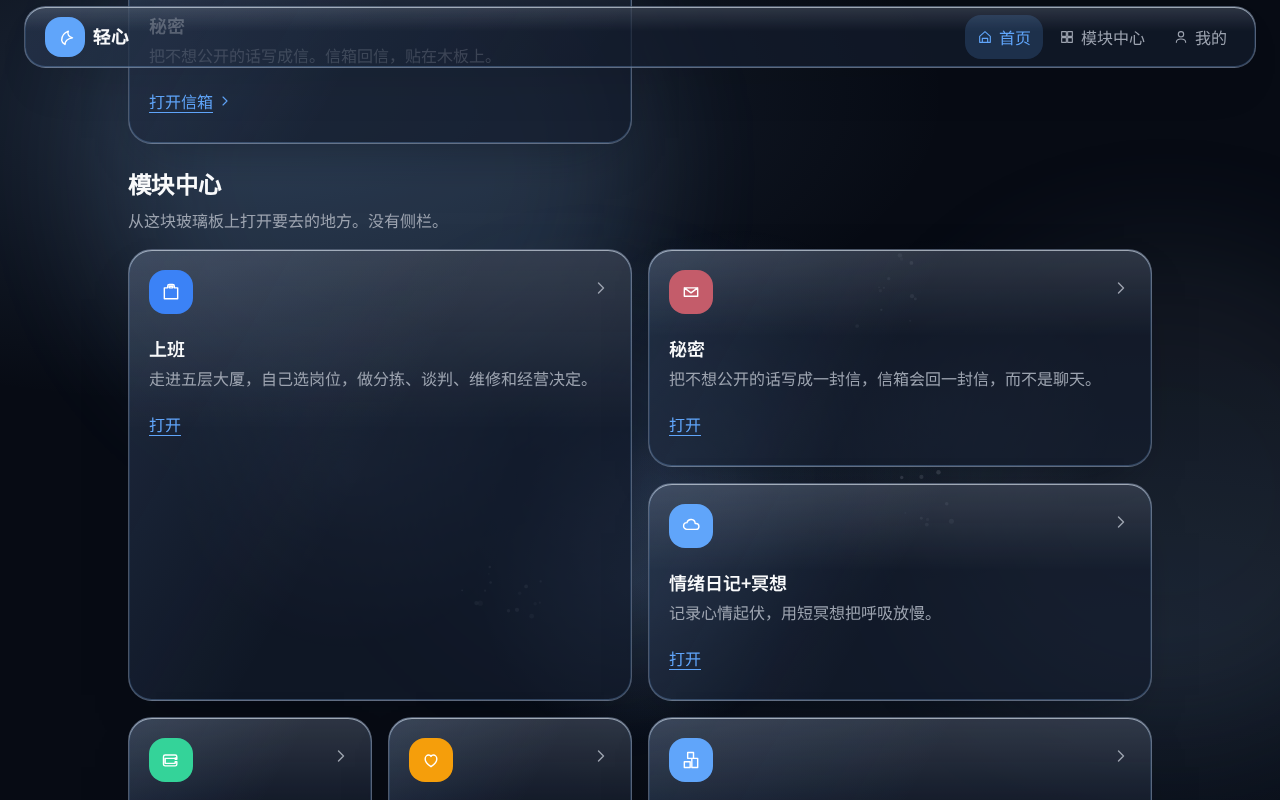 轻心
首页
模块中心
我的
秘密
把不想公开的话写成信。信箱回信，贴在木板上。
打开信箱
模块中心
从这块玻璃板上打开要去的地方。没有侧栏。
上班
走进五层大厦，自己选岗位，做分拣、谈判、维修和经营决定。
打开
秘密
把不想公开的话写成一封信，信箱会回一封信，而不是聊天。
打开
情绪日记+冥想
记录心情起伏，用短冥想把呼吸放慢。
打开